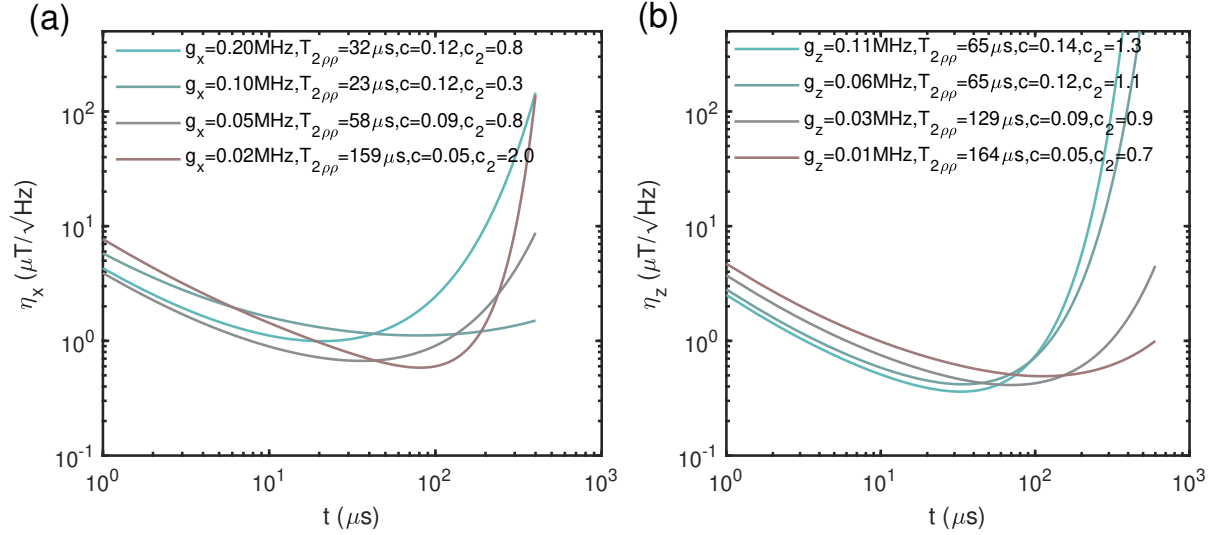 (a)
g_x=0.20MHz,T_2ρρ=32μs,c=0.12,c_2=0.8
g_x=0.10MHz,T_2ρρ=23μs,c=0.12,c_2=0.3
g_x=0.05MHz,T_2ρρ=58μs,c=0.09,c_2=0.8
g_x=0.02MHz,T_2ρρ=159μs,c=0.05,c_2=2.0
η_x (μT/√Hz)
10^2
10^1
10^0
10^-1
10^0
10^1
10^2
10^3
t (μs)
(b)
g_z=0.11MHz,T_2ρρ=65μs,c=0.14,c_2=1.3
g_z=0.06MHz,T_2ρρ=65μs,c=0.12,c_2=1.1
g_z=0.03MHz,T_2ρρ=129μs,c=0.09,c_2=0.9
g_z=0.01MHz,T_2ρρ=164μs,c=0.05,c_2=0.7
η_z (μT/√Hz)
10^2
10^1
10^0
10^-1
10^0
10^1
10^2
10^3
t (μs)